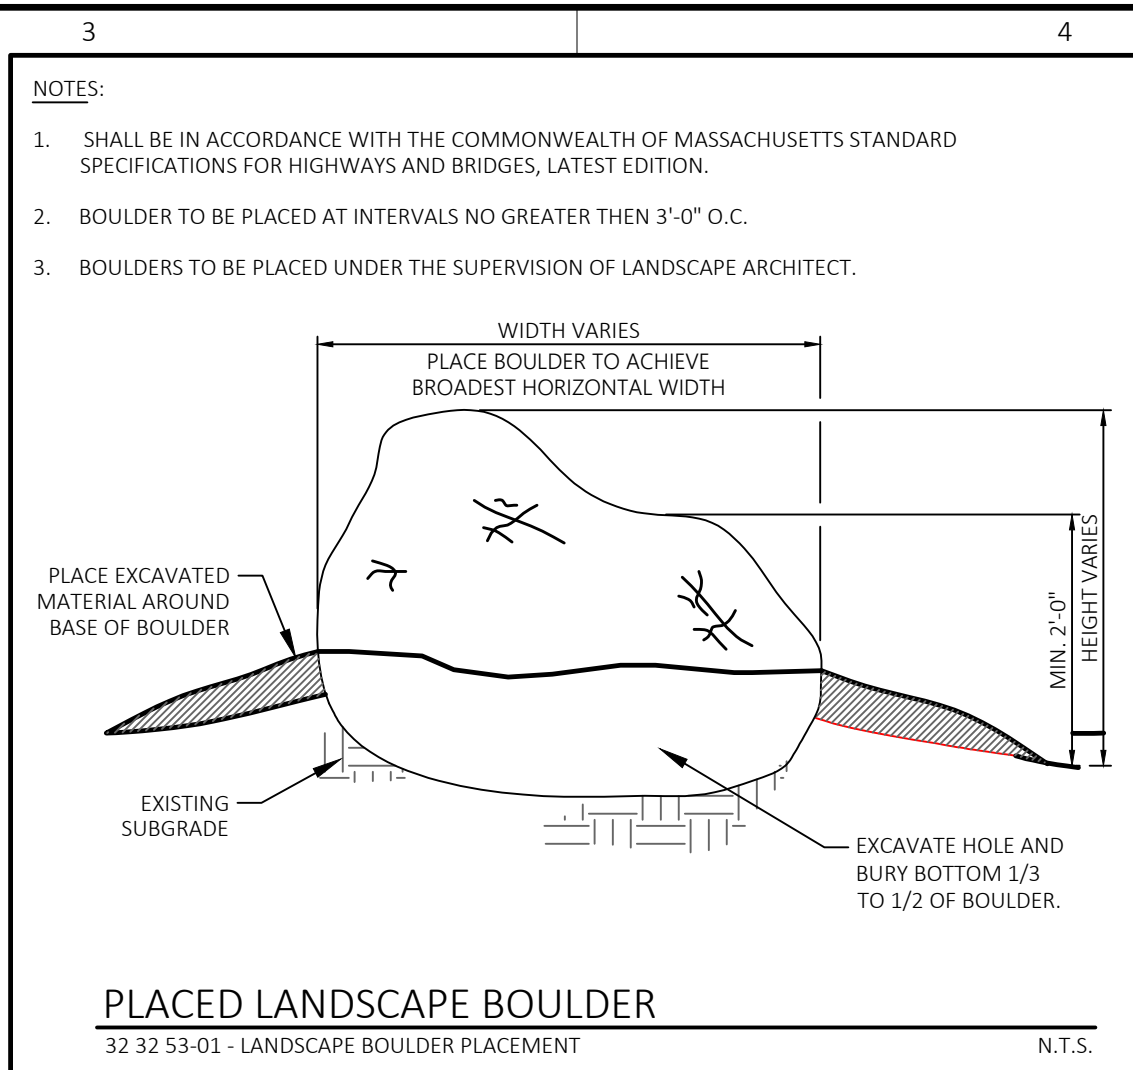 3
4
NOTES:
1. SHALL BE IN ACCORDANCE WITH THE COMMONWEALTH OF MASSACHUSETTS STANDARD
SPECIFICATIONS FOR HIGHWAYS AND BRIDGES, LATEST EDITION.
2. BOULDER TO BE PLACED AT INTERVALS NO GREATER THEN 3'-0" O.C.
3. BOULDERS TO BE PLACED UNDER THE SUPERVISION OF LANDSCAPE ARCHITECT.
WIDTH VARIES
PLACE BOULDER TO ACHIEVE
BROADEST HORIZONTAL WIDTH
PLACE EXCAVATED
MATERIAL AROUND
BASE OF BOULDER
MIN. 2'-0"
HEIGHT VARIES
EXISTING
SUBGRADE
EXCAVATE HOLE AND
BURY BOTTOM 1/3
TO 1/2 OF BOULDER.
PLACED LANDSCAPE BOULDER
32 32 53-01 - LANDSCAPE BOULDER PLACEMENT
N.T.S.